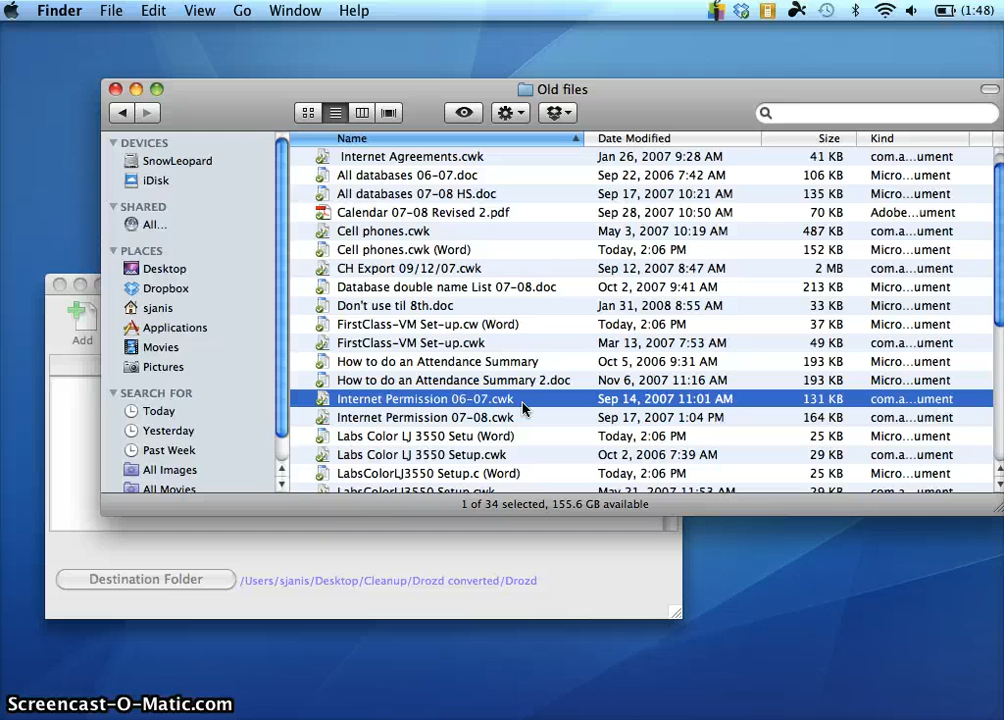 Finder File Edit View Go Window Help (1:48)
Old files
Name Date Modified Size Kind
DEVICES
SnowLeopard
iDisk
SHARED
All...
PLACES
Desktop
Dropbox
sjanis
Applications
Movies
Pictures
SEARCH FOR
Today
Yesterday
Past Week
All Images
All Movies
Internet Agreements.cwk Jan 26, 2007 9:28 AM 41 KB com.a...ument
All databases 06-07.doc Sep 22, 2006 7:42 AM 106 KB Micro...ument
All databases 07-08 HS.doc Sep 17, 2007 10:21 AM 135 KB Micro...ument
Calendar 07-08 Revised 2.pdf Sep 28, 2007 10:50 AM 70 KB Adobe...ument
Cell phones.cwk May 3, 2007 10:19 AM 487 KB com.a...ument
Cell phones.cwk (Word) Today, 2:06 PM 152 KB Micro...ument
CH Export 09/12/07.cwk Sep 12, 2007 8:47 AM 2 MB com.a...ument
Database double name List 07-08.doc Oct 2, 2007 9:41 AM 213 KB Micro...ument
Don't use til 8th.doc Jan 31, 2008 8:55 AM 33 KB Micro...ument
FirstClass-VM Set-up.cw (Word) Today, 2:06 PM 37 KB Micro...ument
FirstClass-VM Set-up.cwk Mar 13, 2007 7:53 AM 49 KB com.a...ument
How to do an Attendance Summary Oct 5, 2006 9:31 AM 193 KB Micro...ument
How to do an Attendance Summary 2.doc Nov 6, 2007 11:16 AM 193 KB Micro...ument
Internet Permission 06-07.cwk Sep 14, 2007 11:01 AM 131 KB com.a...ument
Internet Permission 07-08.cwk Sep 17, 2007 1:04 PM 164 KB com.a...ument
Labs Color LJ 3550 Setu (Word) Today, 2:06 PM 25 KB Micro...ument
Labs Color LJ 3550 Setup.cwk Oct 2, 2006 7:39 AM 29 KB com.a...ument
LabsColorLJ3550 Setup.c (Word) Today, 2:06 PM 25 KB Micro...ument
LabsColorLJ3550 Setup.cwk May 21, 2007 11:53 AM 29 KB com.a...ument
1 of 34 selected, 155.6 GB available
Add
Destination Folder /Users/sjanis/Desktop/Cleanup/Drozd converted/Drozd
Screencast-O-Matic.com